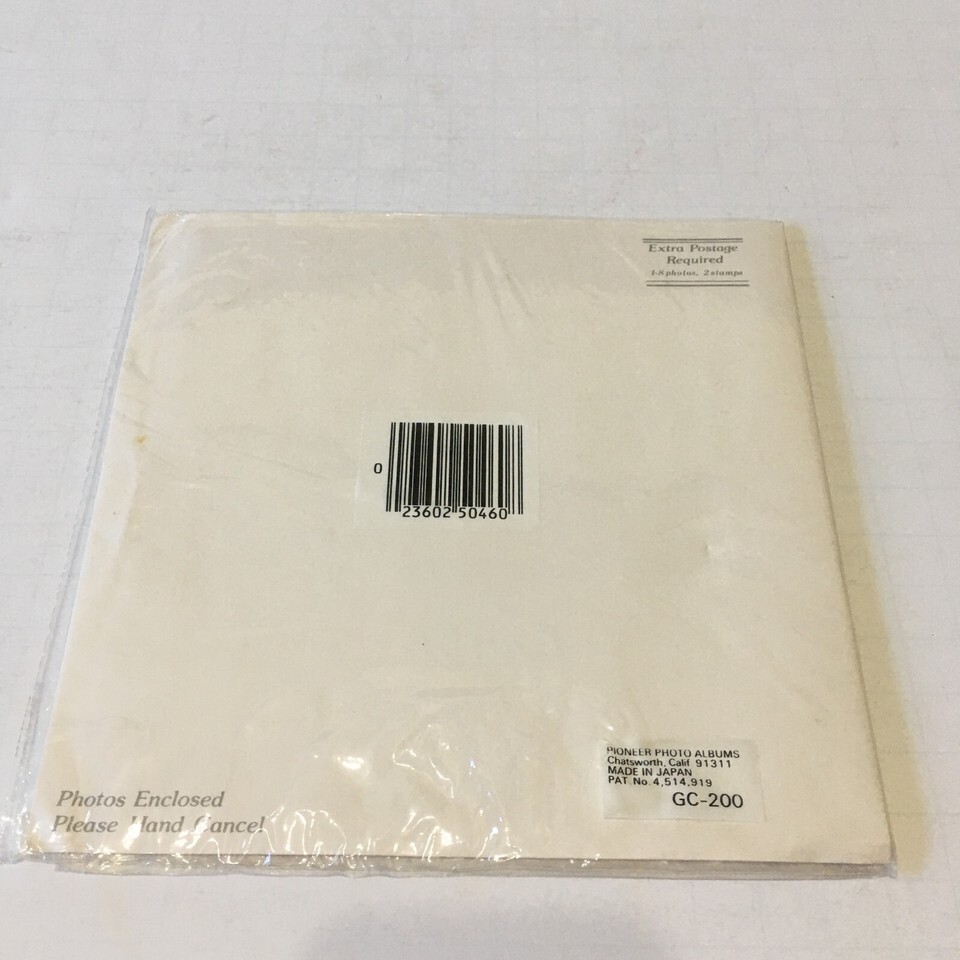 Extra Postage
Required
1-8 photos, 2 stamps
0
23602 50460
PIONEER PHOTO ALBUMS
Chatsworth, Calif 91311
MADE IN JAPAN
PAT. No. 4,514,919
GC-200
Photos Enclosed
Please Hand Cancel